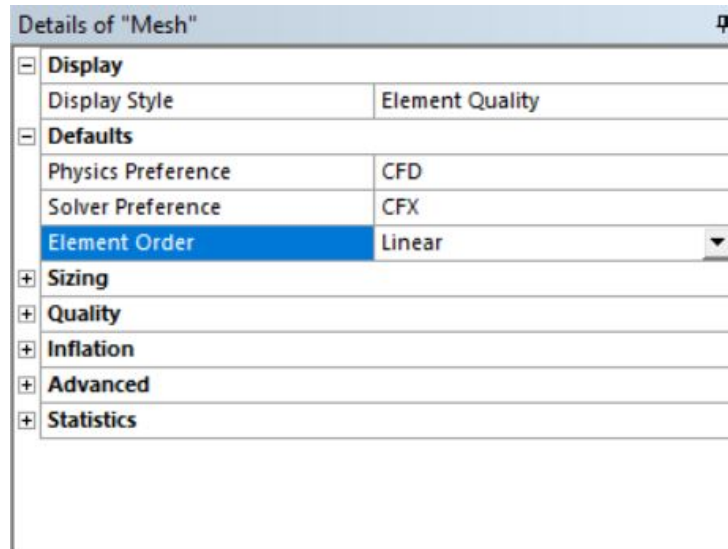 Details of "Mesh"
Display
Display Style Element Quality
Defaults
Physics Preference CFD
Solver Preference CFX
Element Order Linear
Sizing
Quality
Inflation
Advanced
Statistics